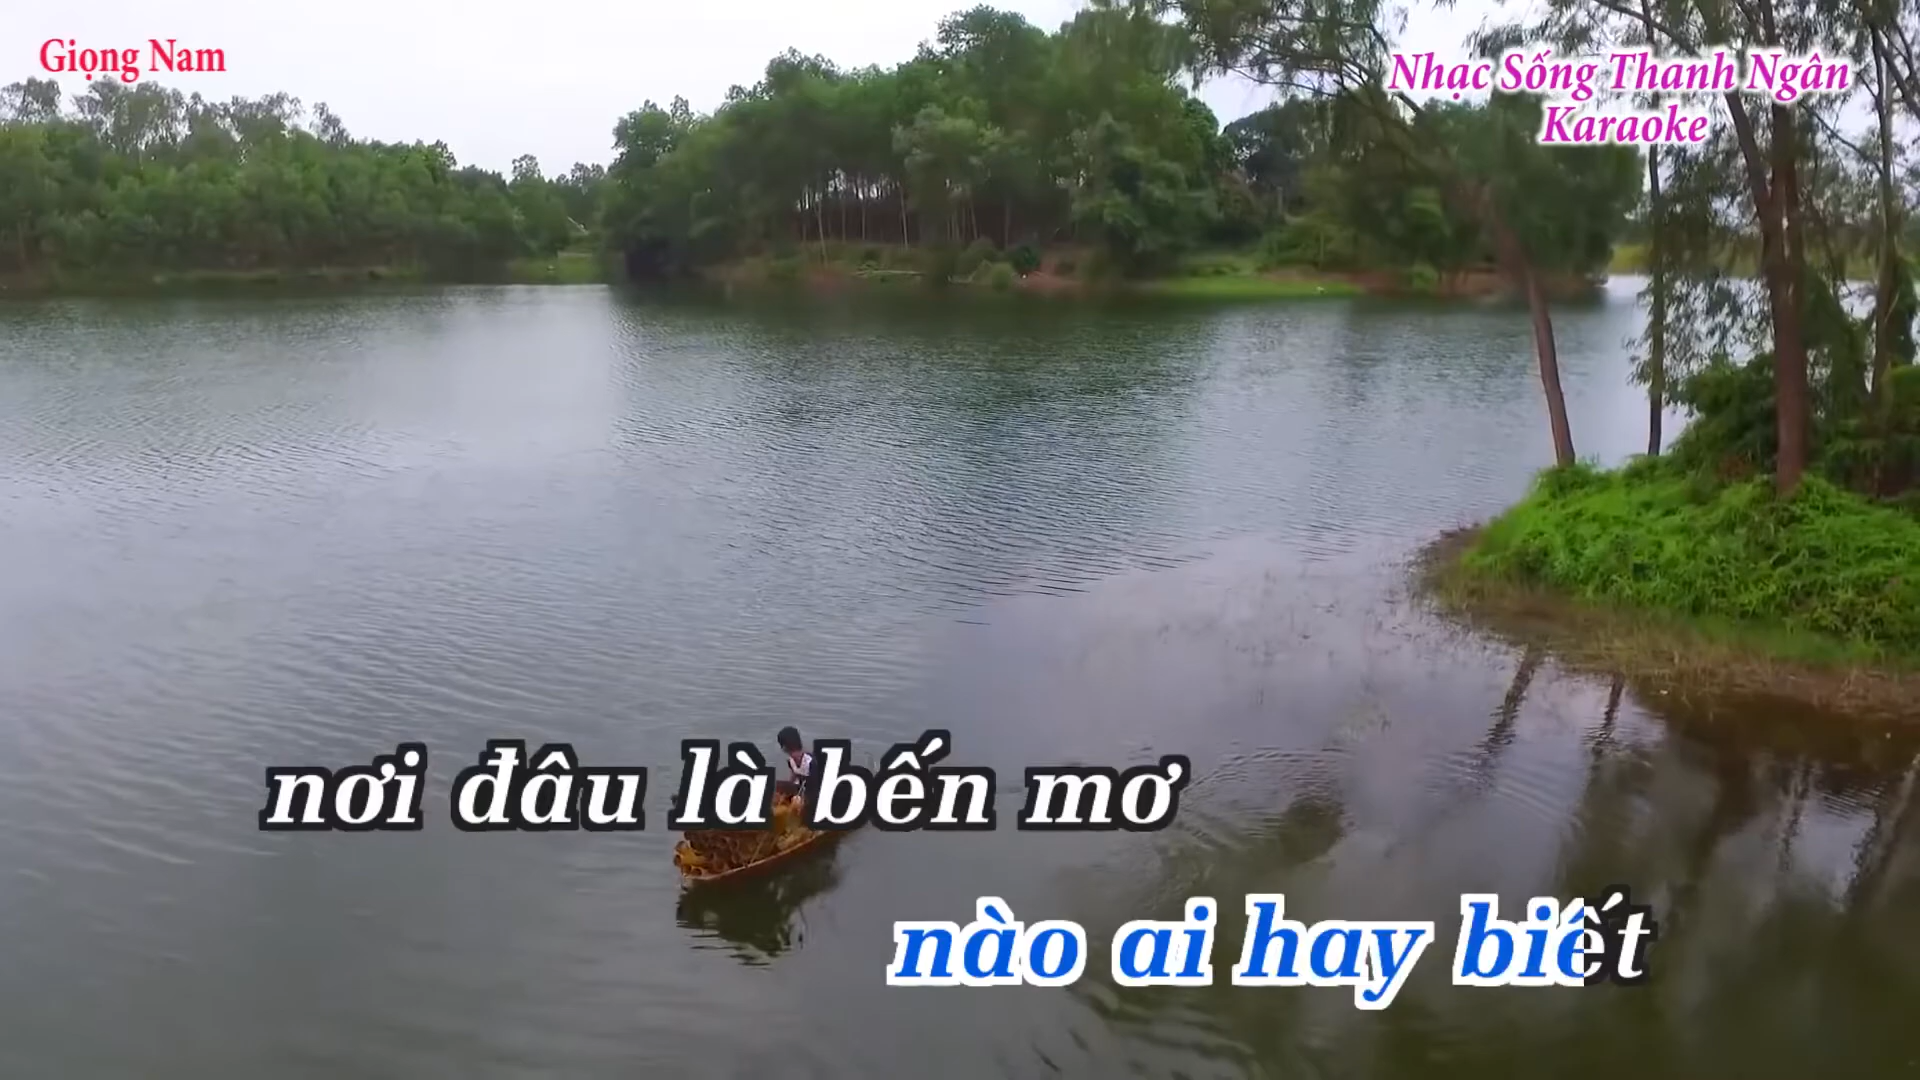 Giọng Nam
Nhạc Sống Thanh Ngân
Karaoke
nơi đâu là bến mơ
nào ai hay biết